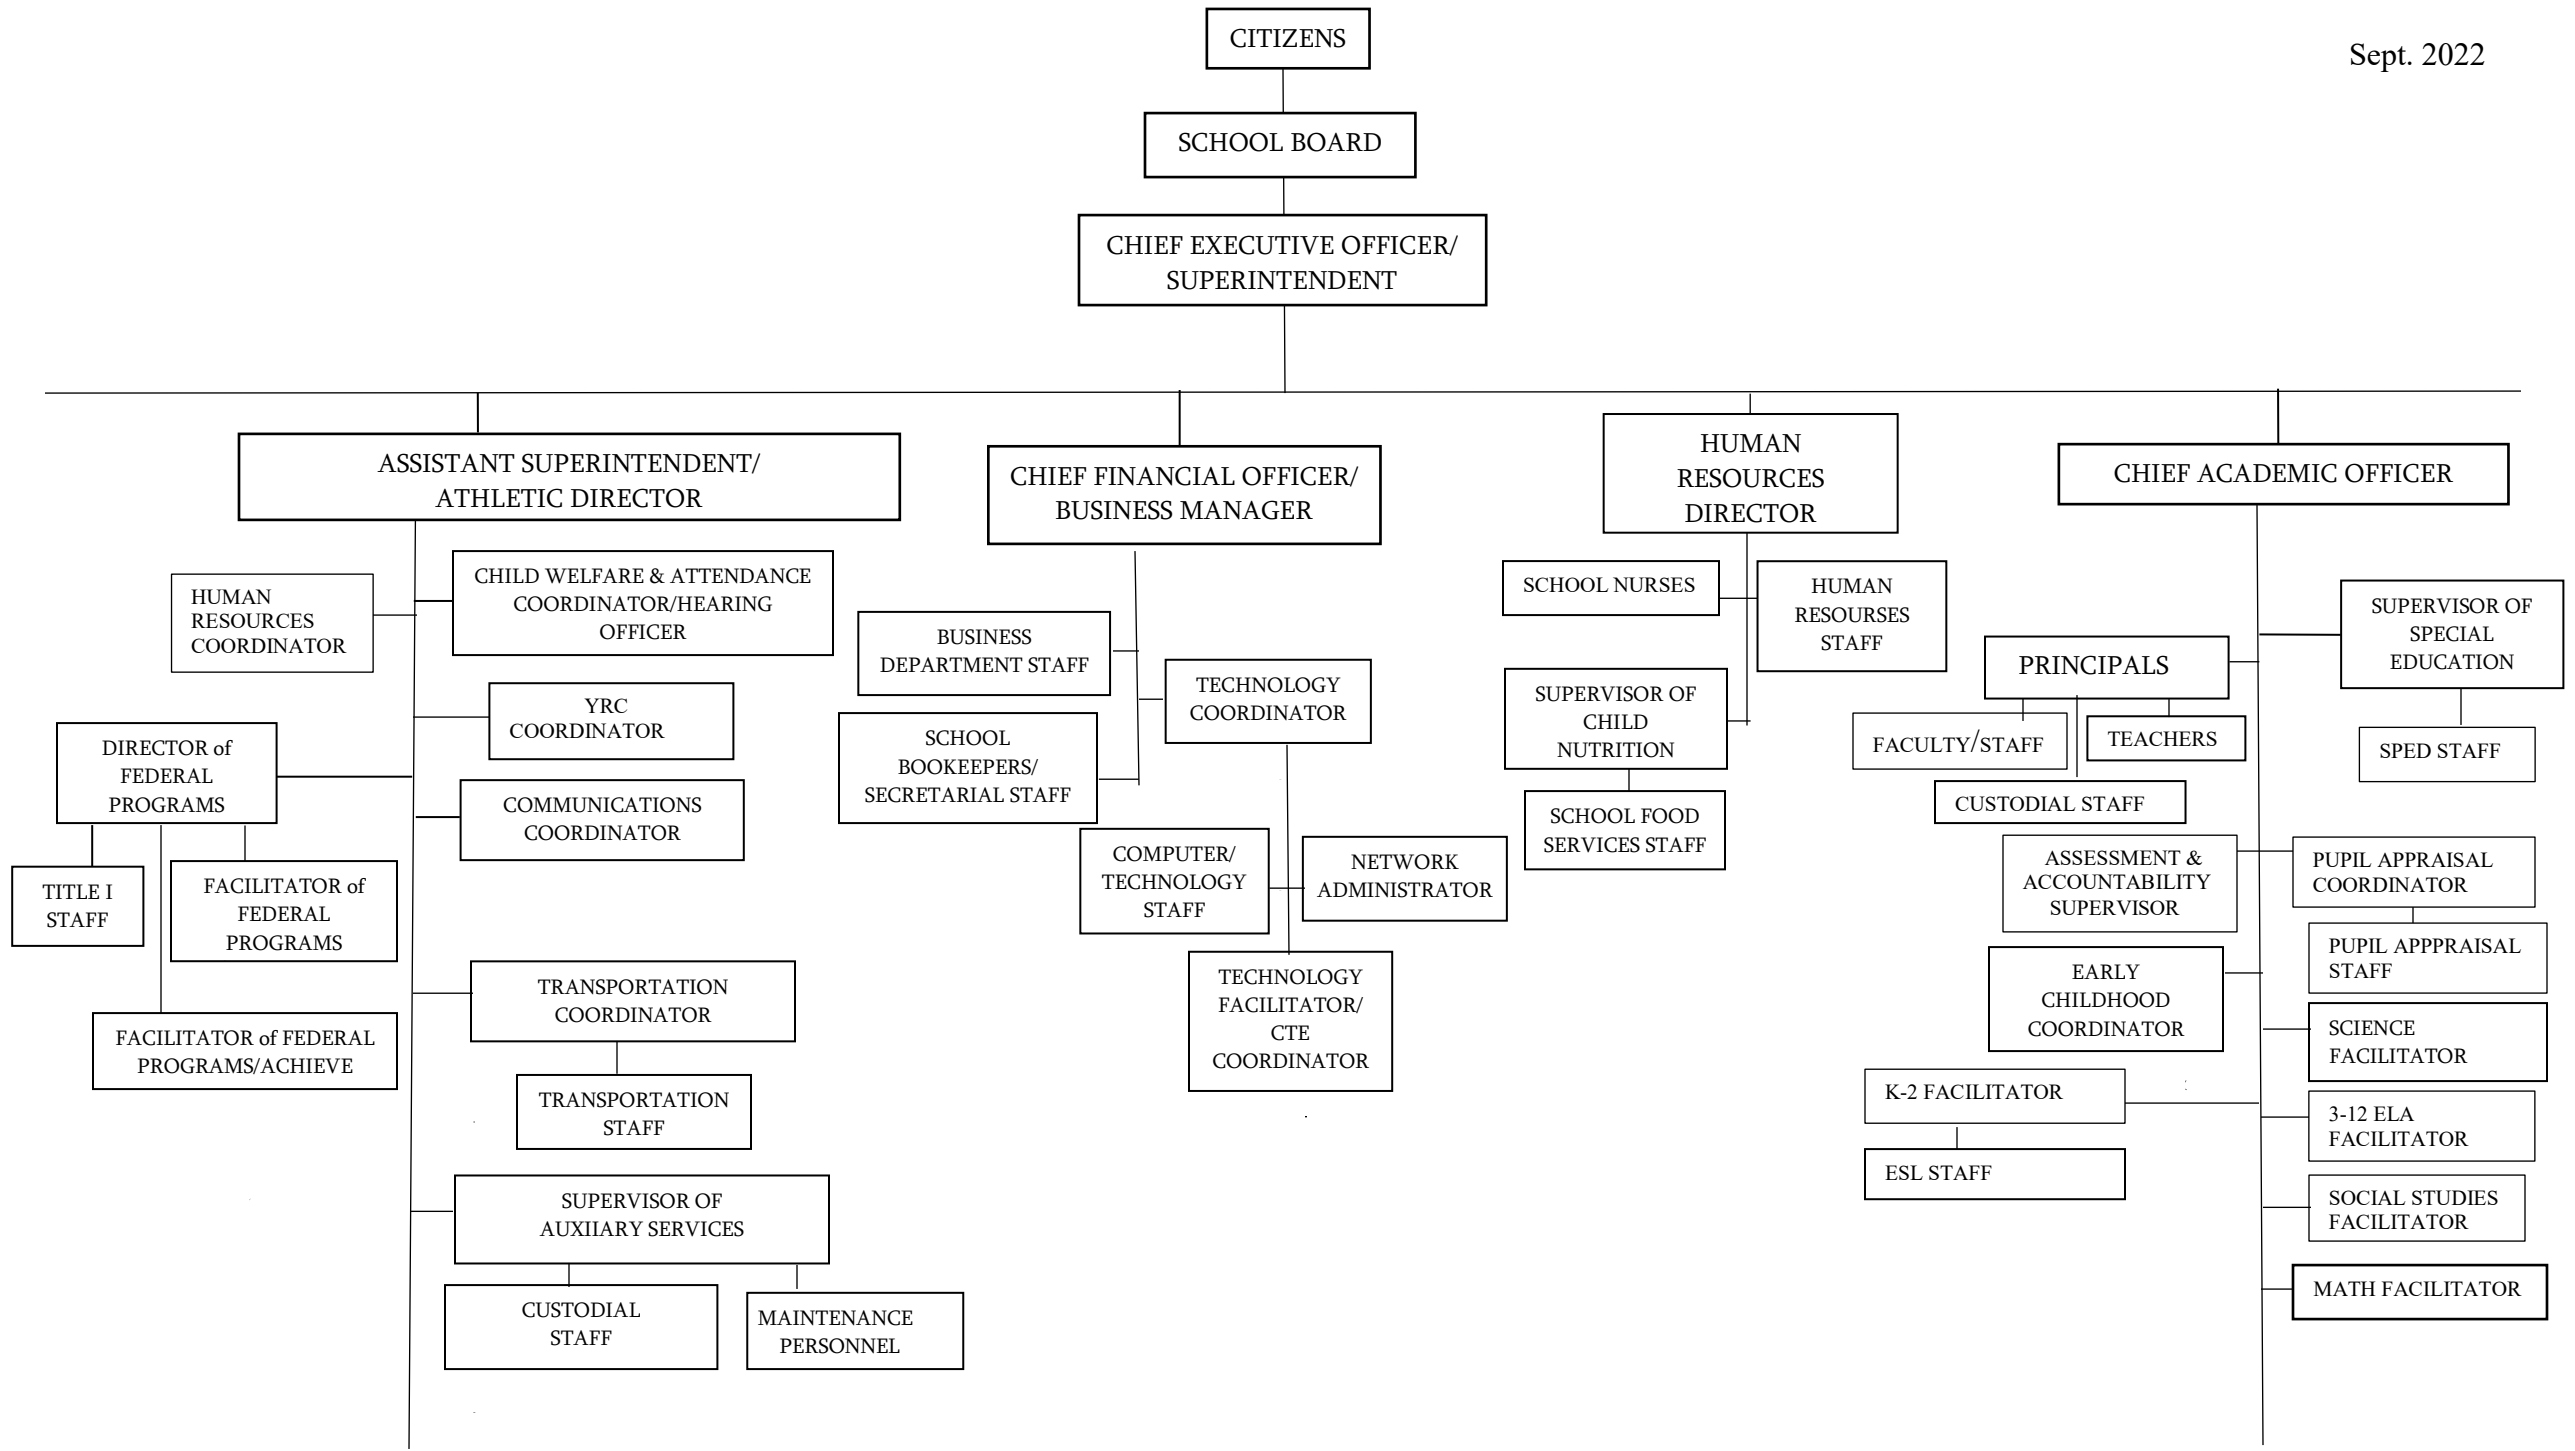 CITIZENS
Sept. 2022
SCHOOL BOARD
CHIEF EXECUTIVE OFFICER/
SUPERINTENDENT
ASSISTANT SUPERINTENDENT/
ATHLETIC DIRECTOR
CHIEF FINANCIAL OFFICER/
BUSINESS MANAGER
HUMAN
RESOURCES
DIRECTOR
CHIEF ACADEMIC OFFICER
HUMAN
RESOURCES
COORDINATOR
CHILD WELFARE & ATTENDANCE
COORDINATOR/HEARING
OFFICER
YRC
COORDINATOR
DIRECTOR of
FEDERAL
PROGRAMS
COMMUNICATIONS
COORDINATOR
TITLE I
STAFF
FACILITATOR of
FEDERAL
PROGRAMS
FACILITATOR of FEDERAL
PROGRAMS/ACHIEVE
TRANSPORTATION
COORDINATOR
TRANSPORTATION
STAFF
SUPERVISOR OF
AUXIIARY SERVICES
CUSTODIAL
STAFF
MAINTENANCE
PERSONNEL
BUSINESS
DEPARTMENT STAFF
TECHNOLOGY
COORDINATOR
SCHOOL
BOOKEEPERS/
SECRETARIAL STAFF
COMPUTER/
TECHNOLOGY
STAFF
NETWORK
ADMINISTRATOR
TECHNOLOGY
FACILITATOR/
CTE
COORDINATOR
SCHOOL NURSES
HUMAN
RESOURSES
STAFF
SUPERVISOR OF
CHILD
NUTRITION
SCHOOL FOOD
SERVICES STAFF
PRINCIPALS
SUPERVISOR OF
SPECIAL
EDUCATION
FACULTY/STAFF
TEACHERS
SPED STAFF
CUSTODIAL STAFF
ASSESSMENT &
ACCOUNTABILITY
SUPERVISOR
PUPIL APPRAISAL
COORDINATOR
PUPIL APPPRAISAL
STAFF
EARLY
CHILDHOOD
COORDINATOR
SCIENCE
FACILITATOR
K-2 FACILITATOR
3-12 ELA
FACILITATOR
ESL STAFF
SOCIAL STUDIES
FACILITATOR
MATH FACILITATOR